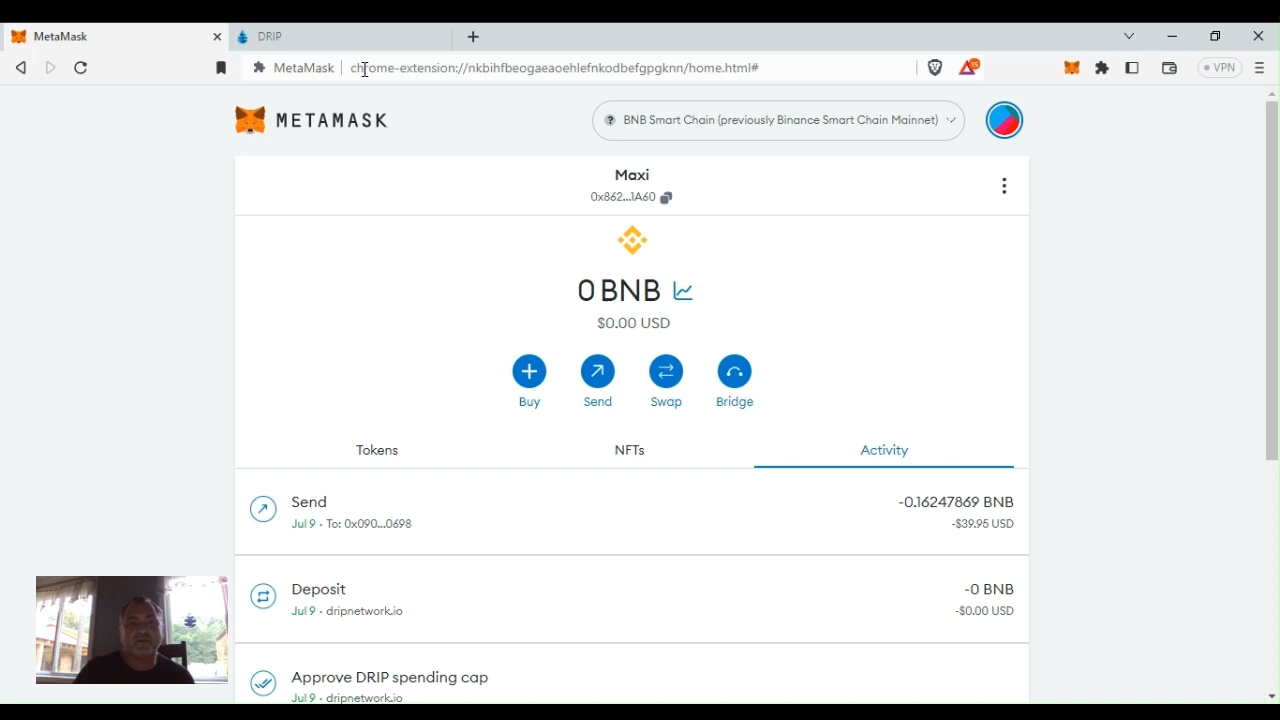 MetaMask
DRIP
MetaMask
chrome-extension://nkbihfbeogaeaoehlefnkodbefgpgknn/home.html#
15
VPN
METAMASK
BNB Smart Chain (previously Binance Smart Chain Mainnet)
Maxi
0x862...1A60
0 BNB
$0.00 USD
Buy
Send
Swap
Bridge
Tokens
NFTs
Activity
Send
-0.16247869 BNB
Jul 9 · To: 0x090...0698
-$39.95 USD
Deposit
-0 BNB
Jul 9 · dripnetwork.io
-$0.00 USD
Approve DRIP spending cap
Jul 9 · dripnetwork.io